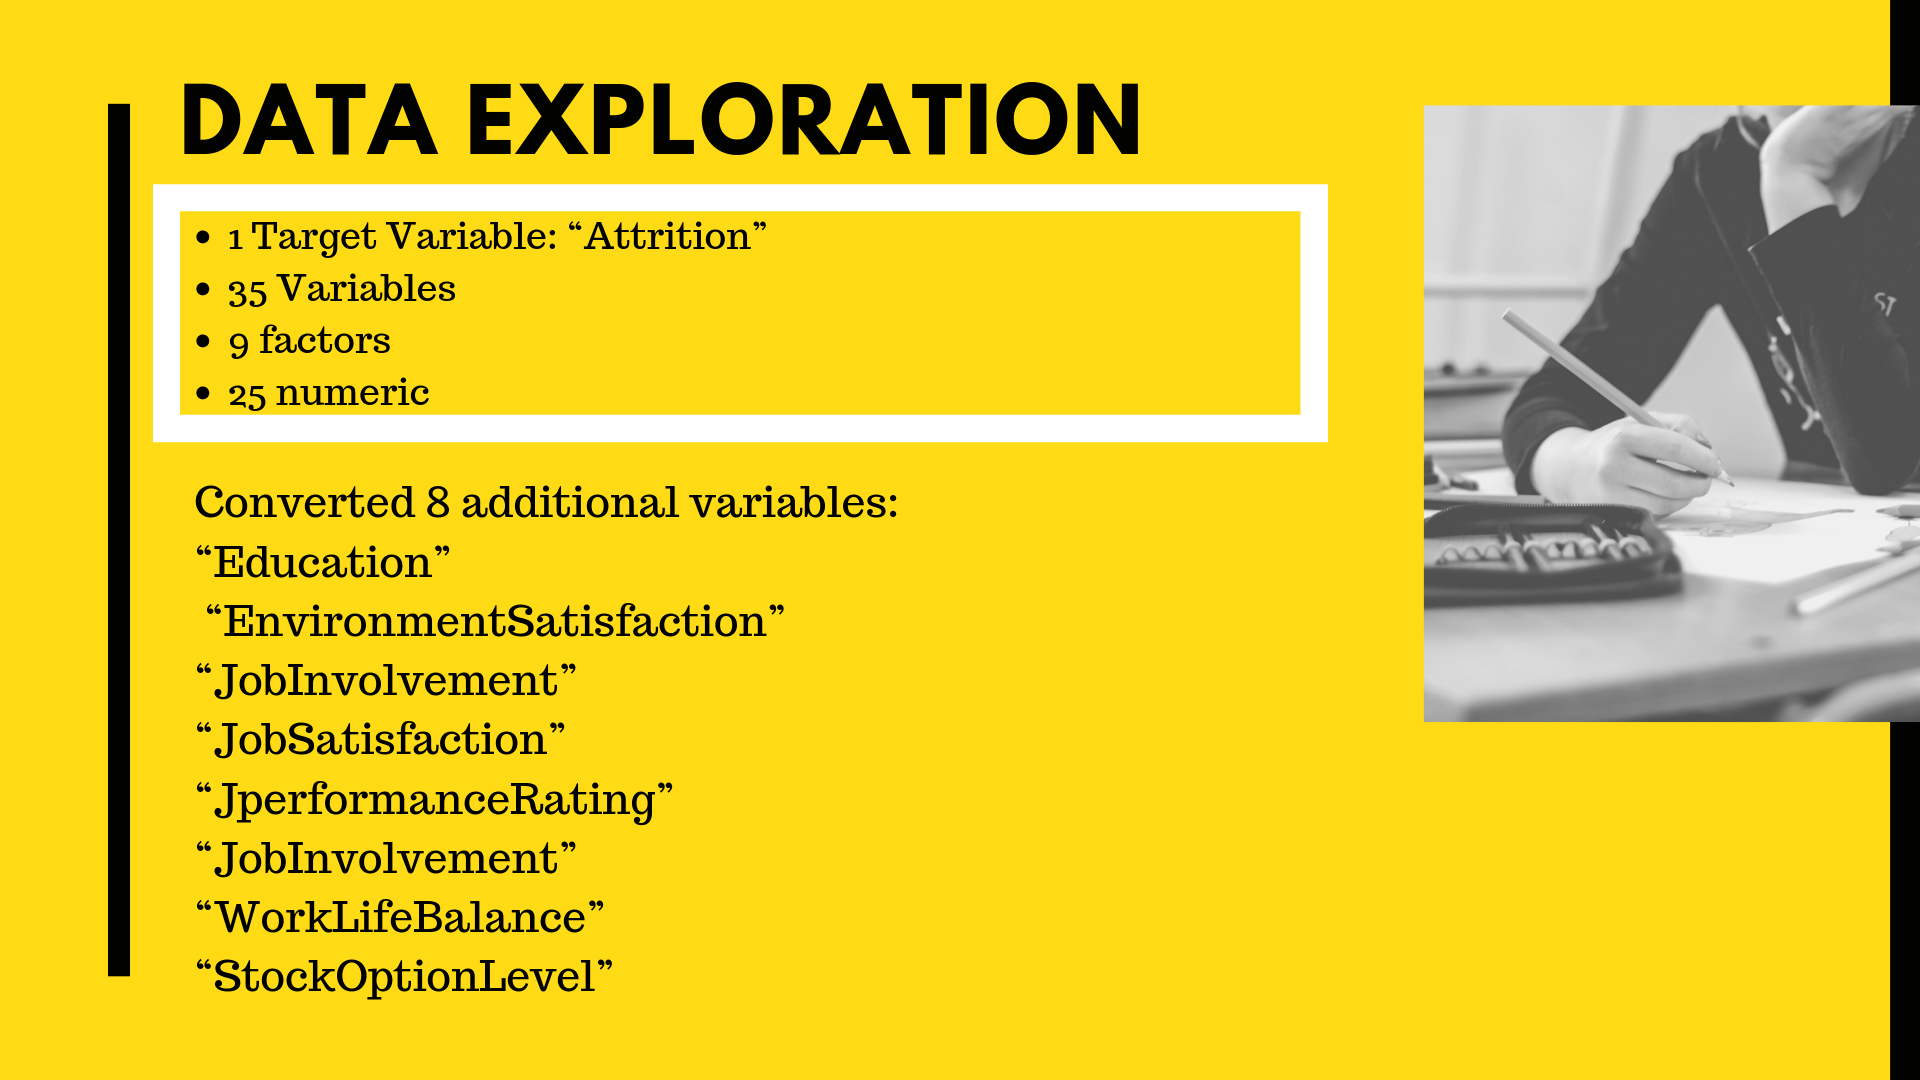 DATA EXPLORATION
• 1 Target Variable: “Attrition”
• 35 Variables
• 9 factors
• 25 numeric
Converted 8 additional variables:
“Education”
“EnvironmentSatisfaction”
“JobInvolvement”
“JobSatisfaction”
“JperformanceRating”
“JobInvolvement”
“WorkLifeBalance”
“StockOptionLevel”
ST